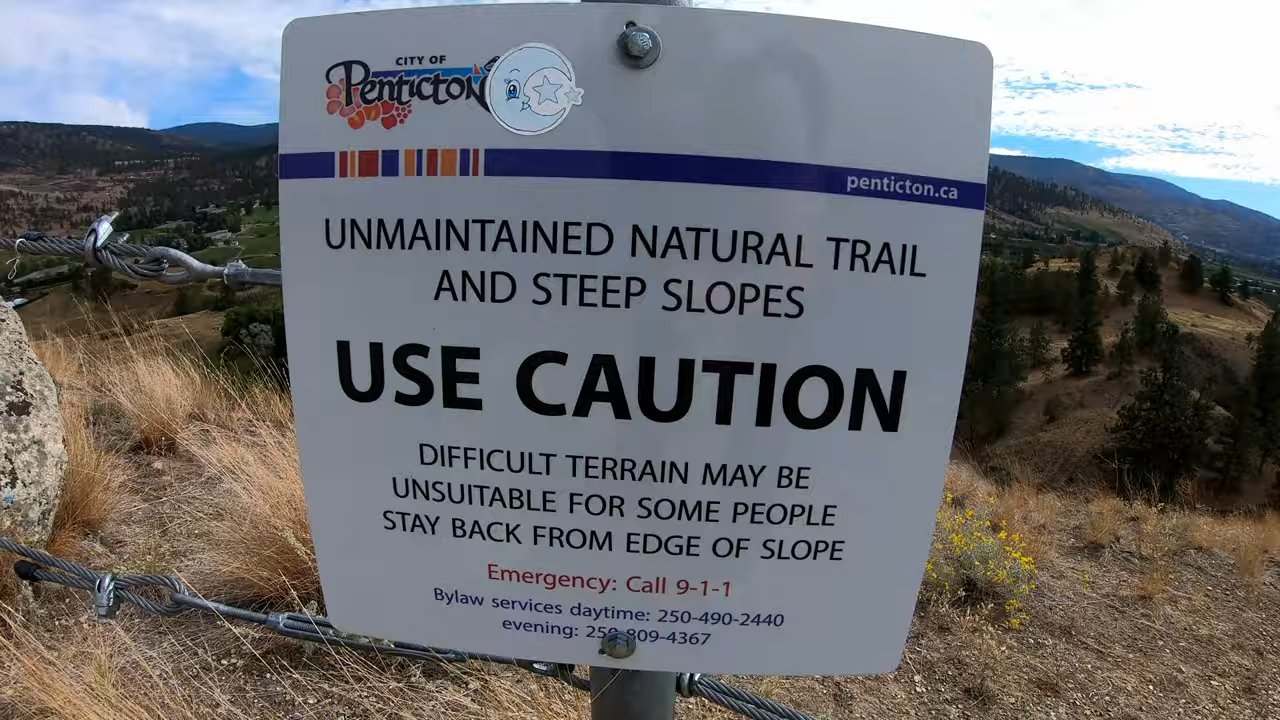 CITY OF
Penticton
penticton.ca
UNMAINTAINED NATURAL TRAIL
AND STEEP SLOPES
USE CAUTION
DIFFICULT TERRAIN MAY BE
UNSUITABLE FOR SOME PEOPLE
STAY BACK FROM EDGE OF SLOPE
Emergency: Call 9-1-1
Bylaw services daytime: 250-490-2440
evening: 250-809-4367